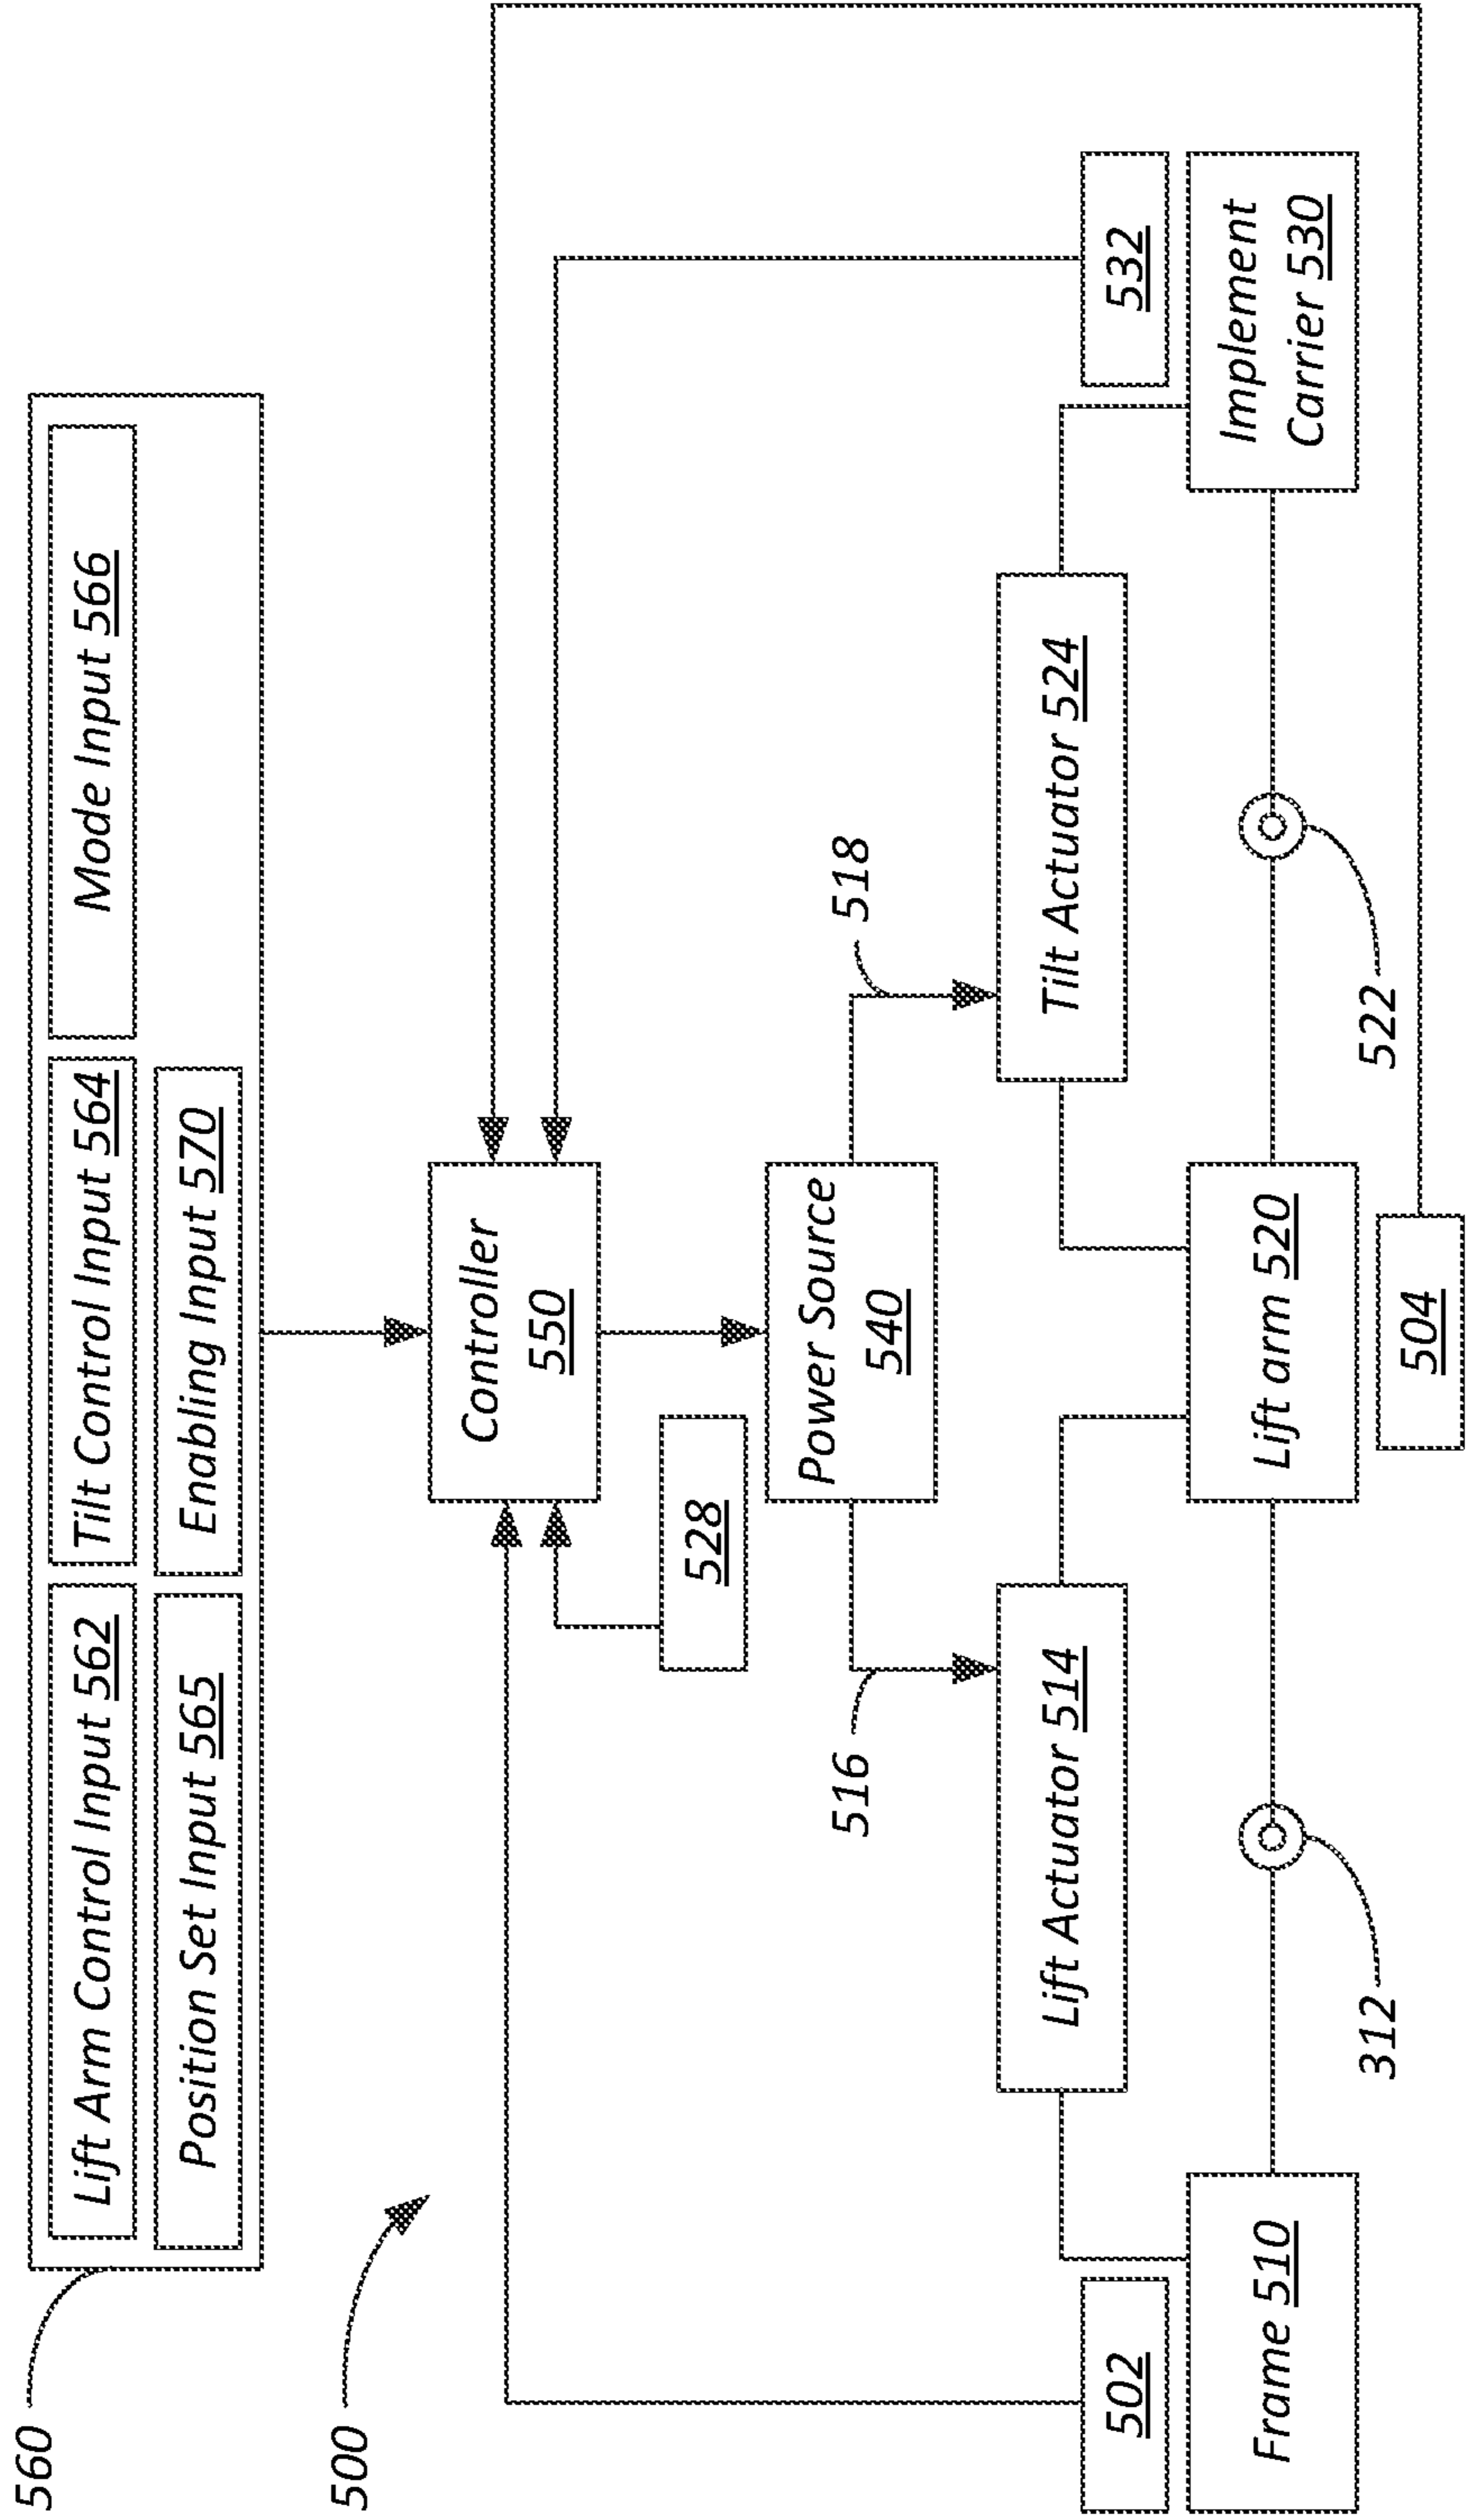 560
Lift Arm Control Input 562
Tilt Control Input 564
Mode Input 566
Position Set Input 565
Enabling Input 570
500
Controller
550
528
Power Source
540
516
518
Lift Actuator 514
Tilt Actuator 524
502
532
Frame 510
Lift arm 520
Implement
Carrier 530
312
522
504